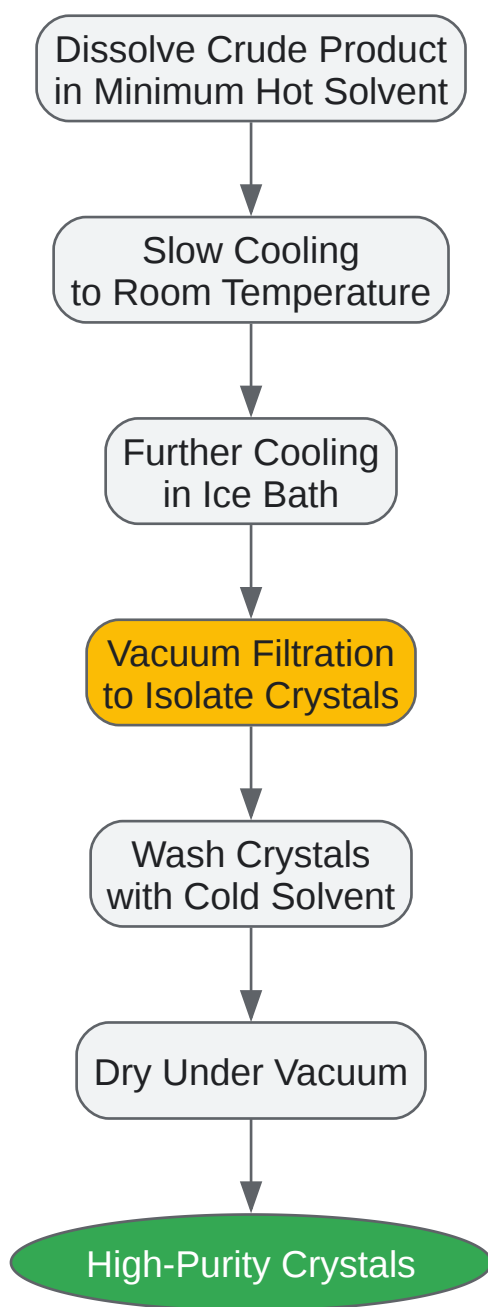 Dissolve Crude Product
in Minimum Hot Solvent
Slow Cooling
to Room Temperature
Further Cooling
in Ice Bath
Vacuum Filtration
to Isolate Crystals
Wash Crystals
with Cold Solvent
Dry Under Vacuum
High-Purity Crystals